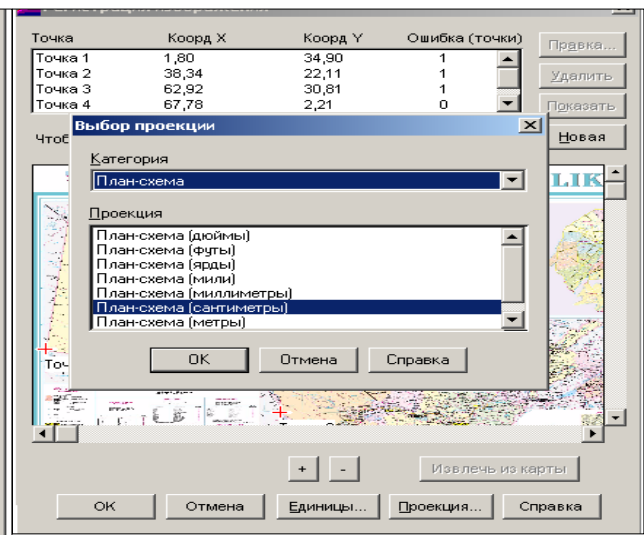 Регистрация изображения
Точка Коорд X Коорд Y Ошибка (точки)
Точка 1 1,80 34,90 1
Точка 2 38,34 22,11 1
Точка 3 62,92 30,81 1
Точка 4 67,78 2,21 0
Правка...
Удалить
Показать
Новая
Чтоб
Выбор проекции
Категория
План-схема
Проекция
План-схема (дюймы)
План-схема (футы)
План-схема (ярды)
План-схема (мили)
План-схема (миллиметры)
План-схема (сантиметры)
План-схема (метры)
OK Отмена Справка
LIK
Точ
+ -
Извлечь из карты
OK Отмена Единицы... Проекция... Справка